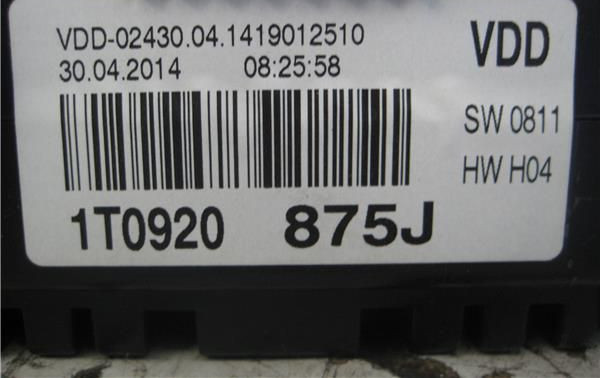 VDD-02430.04.1419012510
30.04.2014 08:25:58
VDD
SW 0811
HW H04
1T0920 875J